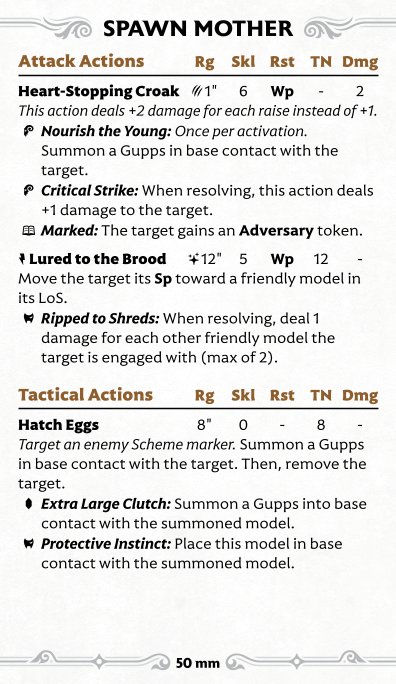 SPAWN MOTHER
Attack Actions Rg Skl Rst TN Dmg
Heart-Stopping Croak 1" 6 Wp - 2
This action deals +2 damage for each raise instead of +1.
Nourish the Young: Once per activation.
Summon a Gupps in base contact with the
target.
Critical Strike: When resolving, this action deals
+1 damage to the target.
Marked: The target gains an Adversary token.
Lured to the Brood 12" 5 Wp 12 -
Move the target its Sp toward a friendly model in
its LoS.
Ripped to Shreds: When resolving, deal 1
damage for each other friendly model the
target is engaged with (max of 2).
Tactical Actions Rg Skl Rst TN Dmg
Hatch Eggs 8" 0 - 8 -
Target an enemy Scheme marker. Summon a Gupps
in base contact with the target. Then, remove the
target.
Extra Large Clutch: Summon a Gupps into base
contact with the summoned model.
Protective Instinct: Place this model in base
contact with the summoned model.
50 mm